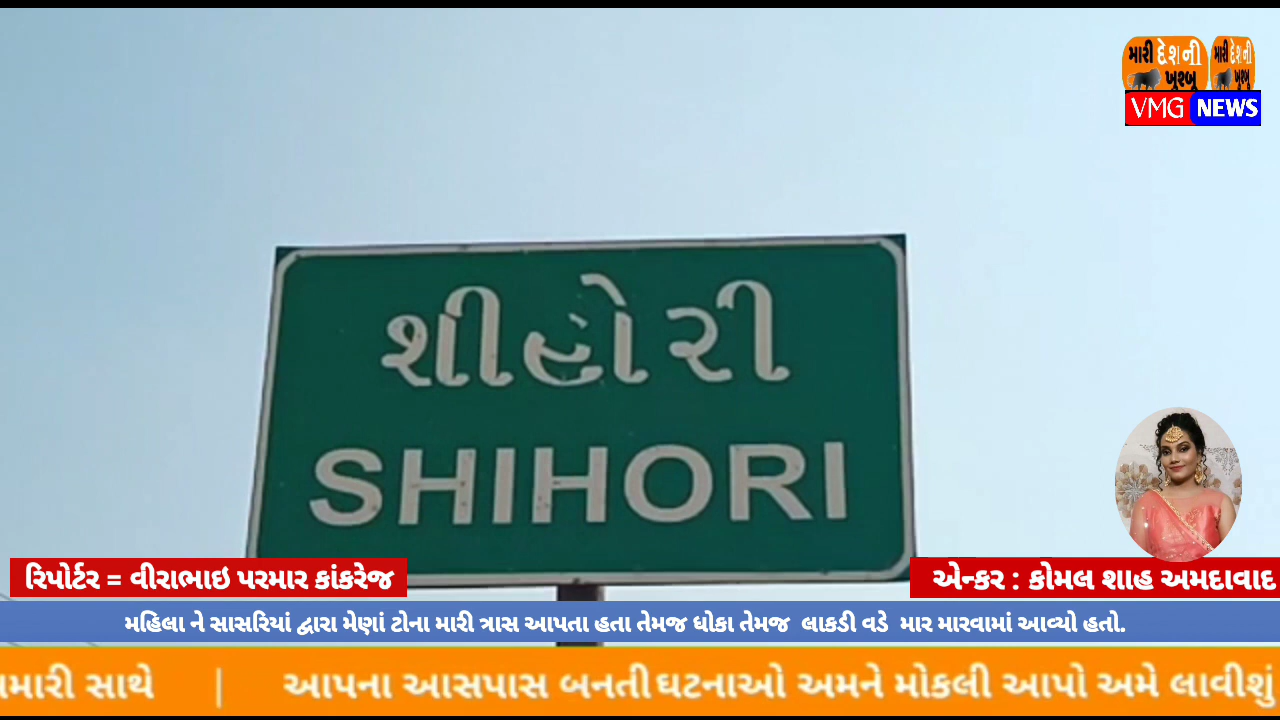 મારી દેશની
ખુશ્બૂ
મારી દેશની
ખુશ્બૂ
VMG NEWS
શીહોરી
SHIHORI
રિપોર્ટર = વીરાભાઇ પરમાર કાંકરેજ
એન્કર : કોમલ શાહ અમદાવાદ
મહિલા ને સાસરિયાં દ્વારા મેણાં ટોના મારી ત્રાસ આપતા હતા તેમજ ધોકા તેમજ લાકડી વડે માર મારવામાં આવ્યો હતો.
સાથે | આપના આસપાસ બનતી ઘટનાઓ અમને મોકલી આપો અમે લાવીશું